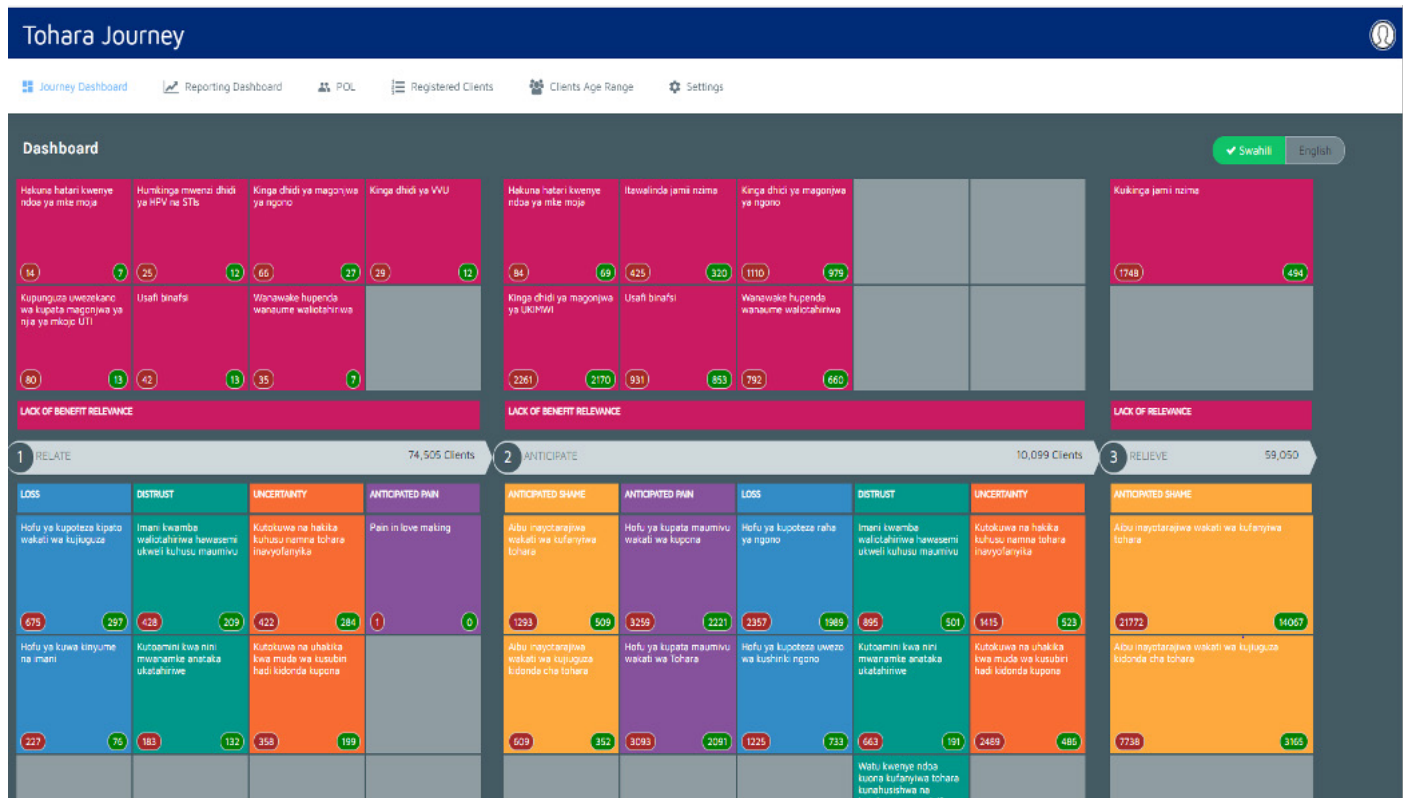 Tohara Journey
Journey Dashboard
Reporting Dashboard
POL
Registered Clients
Clients Age Range
Settings
Dashboard
Swahili
English
Hakuna hatari kwenye
ndoa ya mke moja
14
7
Humkinga mwenzi dhidi
ya HPV na STIs
25
12
Kinga dhidi ya magonjwa
ya ngono
66
27
Kinga dhidi ya VVU
29
12
Hakuna hatari kwenye
ndoa ya mke moja
84
69
Itawalinda jamii nzima
425
320
Kinga dhidi ya magonjwa
ya ngono
1110
979
Kuikinga jamii nzima
1748
494
Kupunguza uwezekano
wa kupata magonjwa ya
njia ya mkojo UTI
80
13
Usafi binafsi
42
13
Wanawake hupenda
wanaume waliotahiriwa
35
7
Kinga dhidi ya magonjwa
ya UKIMWI
2261
2170
Usafi binafsi
931
853
Wanawake hupenda
wanaume waliotahiriwa
792
660
LACK OF BENEFIT RELEVANCE
LACK OF BENEFIT RELEVANCE
LACK OF RELEVANCE
1 RELATE 74,505 Clients
2 ANTICIPATE 10,099 Clients
3 RELIEVE 59,050
LOSS
DISTRUST
UNCERTAINTY
ANTICIPATED PAIN
ANTICIPATED SHAME
ANTICIPATED PAIN
LOSS
DISTRUST
UNCERTAINTY
ANTICIPATED SHAME
Hofu ya kupoteza kipato
wakati wa kujiuguza
675
297
Imani kwamba
waliotahiriwa hawasemi
ukweli kuhusu maumivu
428
209
Kutokuwa na hakika
kuhusu namna tohara
inavyofanyika
422
284
Pain in love making
1
0
Aibu inayotarajiwa
wakati wa kufanyiwa
tohara
1293
509
Hofu ya kupata maumivu
wakati wa kupona
3259
2221
Hofu ya kupoteza raha
ya ngono
2357
1989
Imani kwamba
waliotahiriwa hawasemi
ukweli kuhusu maumivu
895
501
Kutokuwa na hakika
kuhusu namna tohara
inavyofanyika
1415
523
Aibu inayotarajiwa wakati wa kufanyiwa
tohara
21772
14067
Hofu ya kuwa kinyume
na imani
227
76
Kutoamini kwa nini
mwanamke anataka
ukatahiriwe
183
132
Kutokuwa na uhakika
kwa muda wa kusubiri
hadi kidonda kupona
358
199
Aibu inayotarajiwa
wakati wa kujiuguza
kidonda cha tohara
609
352
Hofu ya kupata maumivu
wakati wa Tohara
3093
2091
Hofu ya kupoteza uwezo
wa kushiriki ngono
1225
733
Kutoamini kwa nini
mwanamke anataka
ukatahiriwe
663
191
Kutokuwa na uhakika
kwa muda wa kusubiri
hadi kidonda kupona
2489
486
Aibu inayotarajiwa wakati wa kujiuguza
kidonda cha tohara
7738
3165
Watu kwenye ndoa
kuona kufanyiwa tohara
kunahusishwa na